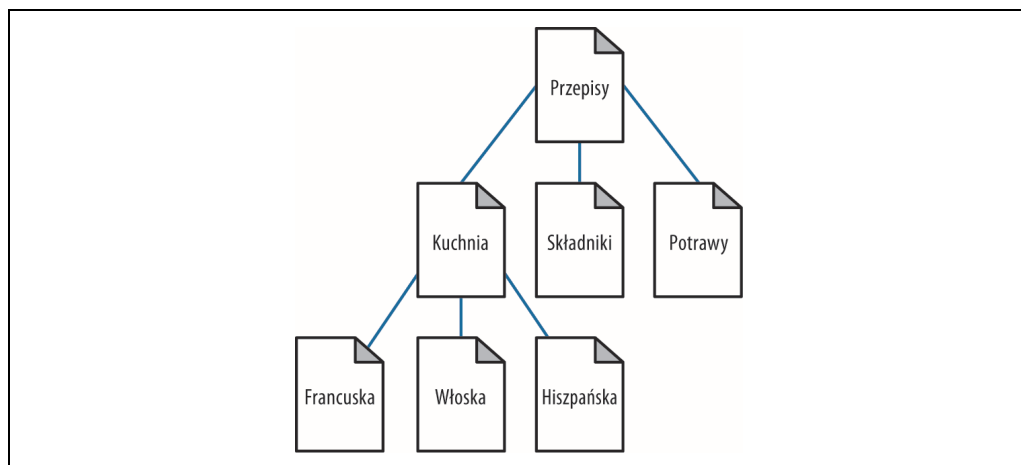 Przepisy
Kuchnia
Składniki
Potrawy
Francuska
Włoska
Hiszpańska